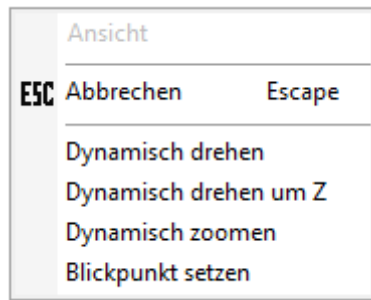 Ansicht
ESC Abbrechen Escape
Dynamisch drehen
Dynamisch drehen um Z
Dynamisch zoomen
Blickpunkt setzen